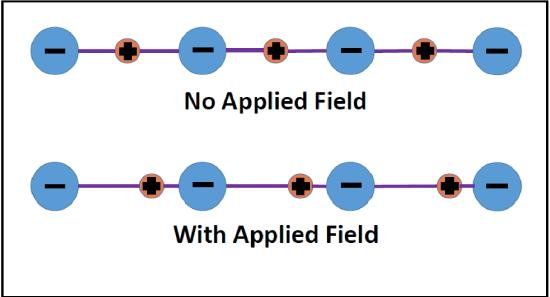 − + − + − + −
No Applied Field
− + − + − + −
With Applied Field